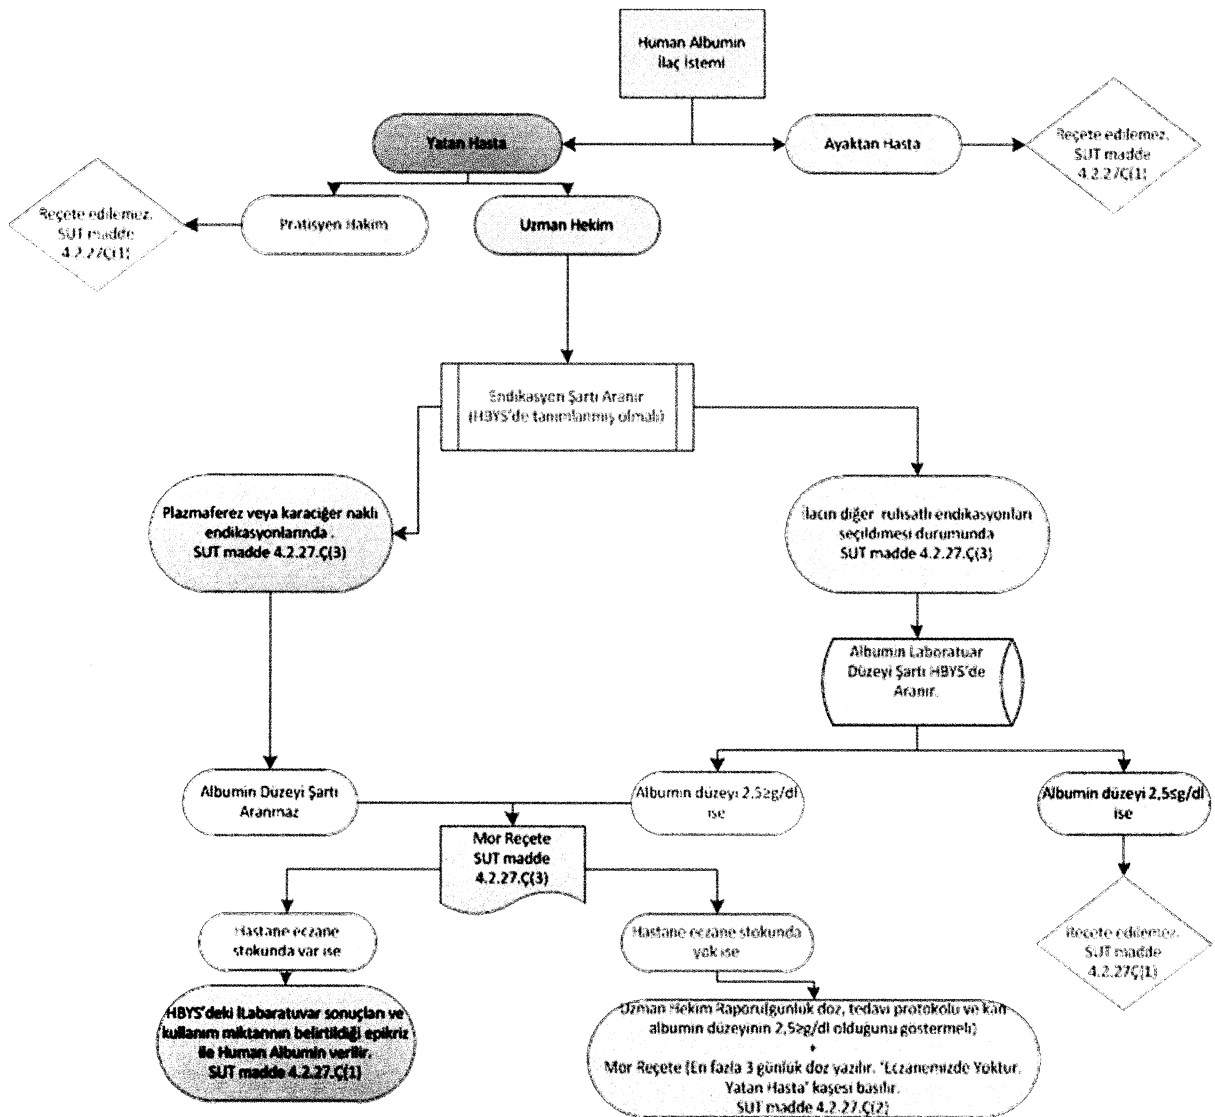 Human Albumin
İlaç İstemi
Yatan Hasta
Ayaktan Hasta
Reçete edilemez.
SUT madde
4.2.27Ç(1)
Reçete edilemez.
SUT madde
4.2.27Ç(1)
Pratisyen Hakim
Uzman Hekim
Endikasyon Şartı Aranır
(HBYS'de tanımlanmış olmalı)
Plazmaferez veya karaciğer nakli
endikasyonlarında .
SUT madde 4.2.27.Ç(3)
İlacın diğer ruhsatlı endikasyonları
seçildimesi durumunda
SUT madde 4.2.27.Ç(3)
Albumin Laboratuar
Düzeyi Şartı HBYS'de
Aranır.
Albumin Düzeyi Şartı
Aranmaz
Albumin düzeyi 2,5≥g/dl
ise
Albumin düzeyi 2,5≤g/dl
ise
Mor Reçete
SUT madde
4.2.27.Ç(3)
Hastane eczane
stokunda var ise
Hastane eczane stokunda
yok ise
Reçete edilemez.
SUT madde
4.2.27Ç(1)
HBYS'deki lLabaratuvar sonuçları ve
kullanım miktarının belirtildiği epikriz
ile Human Albumin verilir.
SUT madde 4.2.27.Ç(1)
Uzman Hekim Raporu(günlük doz, tedavi protokolu ve kan
albumin düzeyinin 2,5≥g/dl olduğunu göstermeli)
+
Mor Reçete (En fazla 3 günlük doz yazılır. "Eczanemizde Yoktur.
Yatan Hasta" kaşesi basılır.
SUT madde 4.2.27.Ç(2)